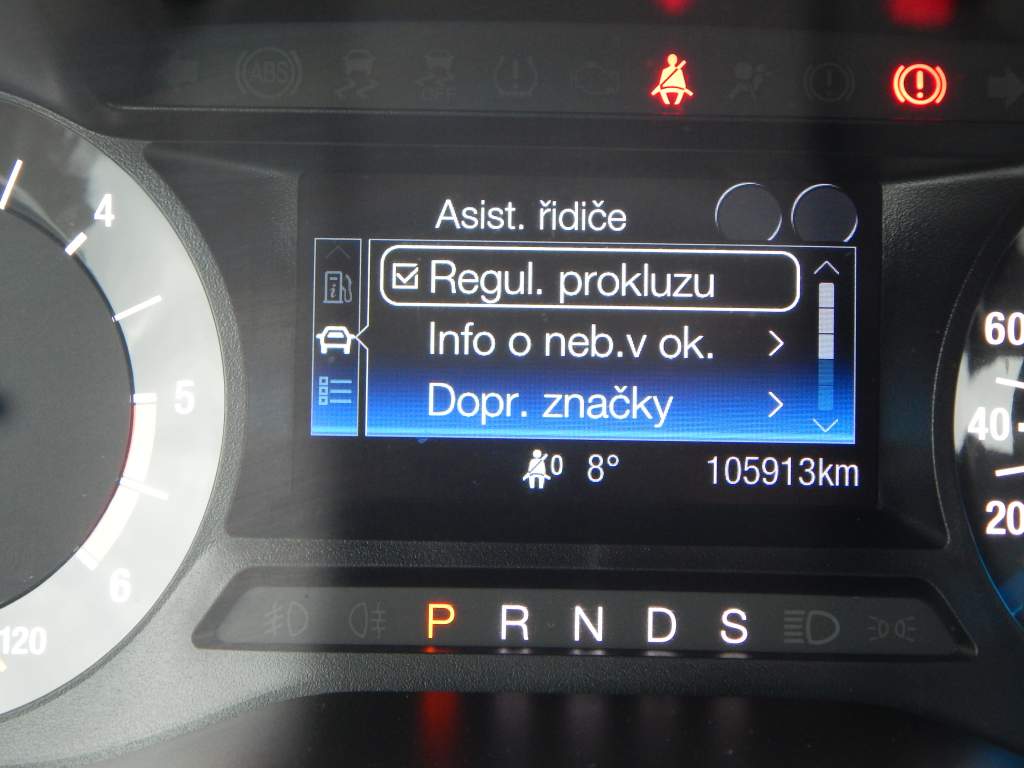 ABS
Asist. řidiče
Regul. prokluzu
Info o neb.v ok.
Dopr. značky
0 8° 105913km
P R N D S
4
5
6
120
60
40
20